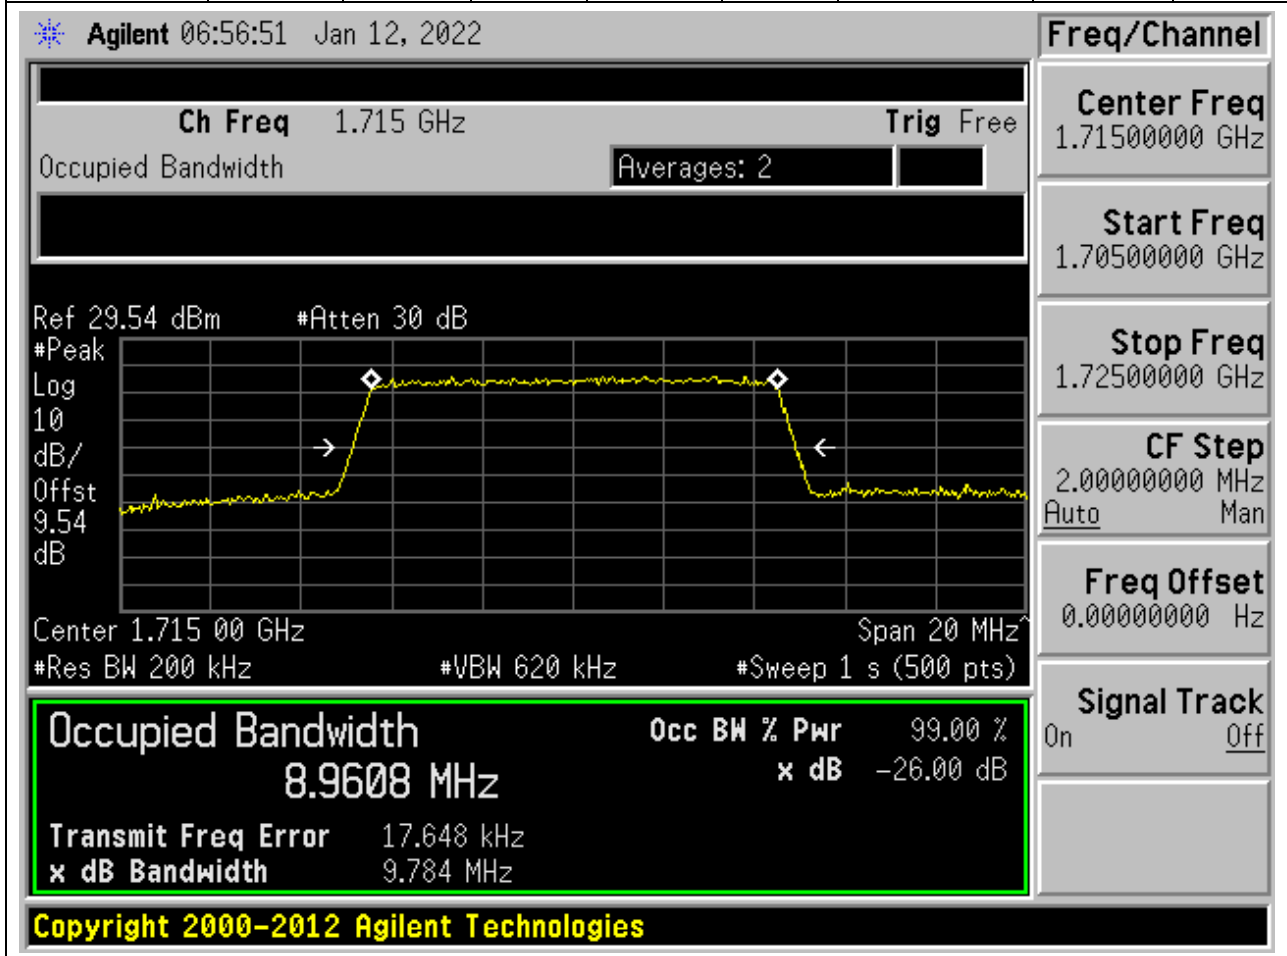 Agilent 06:56:51 Jan 12, 2022
Freq/Channel
Ch Freq 1.715 GHz Trig Free
Occupied Bandwidth Averages: 2
Center Freq
1.71500000 GHz
Start Freq
1.70500000 GHz
Stop Freq
1.72500000 GHz
CF Step
2.00000000 MHz
Auto Man
Freq Offset
0.00000000 Hz
Signal Track
On Off
Ref 29.54 dBm #Atten 30 dB
#Peak
Log
10
dB/
Offst
9.54
dB
Center 1.715 00 GHz Span 20 MHz^
#Res BW 200 kHz #VBW 620 kHz #Sweep 1 s (500 pts)
Occupied Bandwidth Occ BW % Pwr 99.00 %
8.9608 MHz x dB -26.00 dB
Transmit Freq Error 17.648 kHz
x dB Bandwidth 9.784 MHz
Copyright 2000-2012 Agilent Technologies